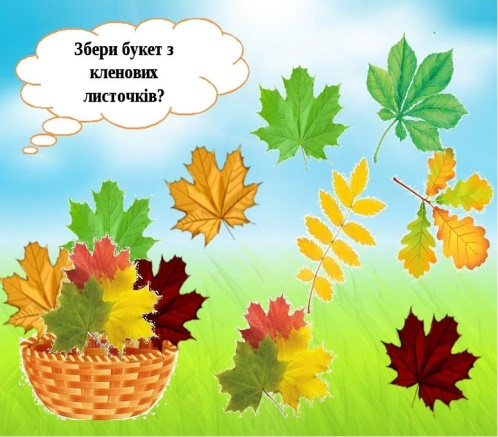 Збери букет з
кленових
листочків?